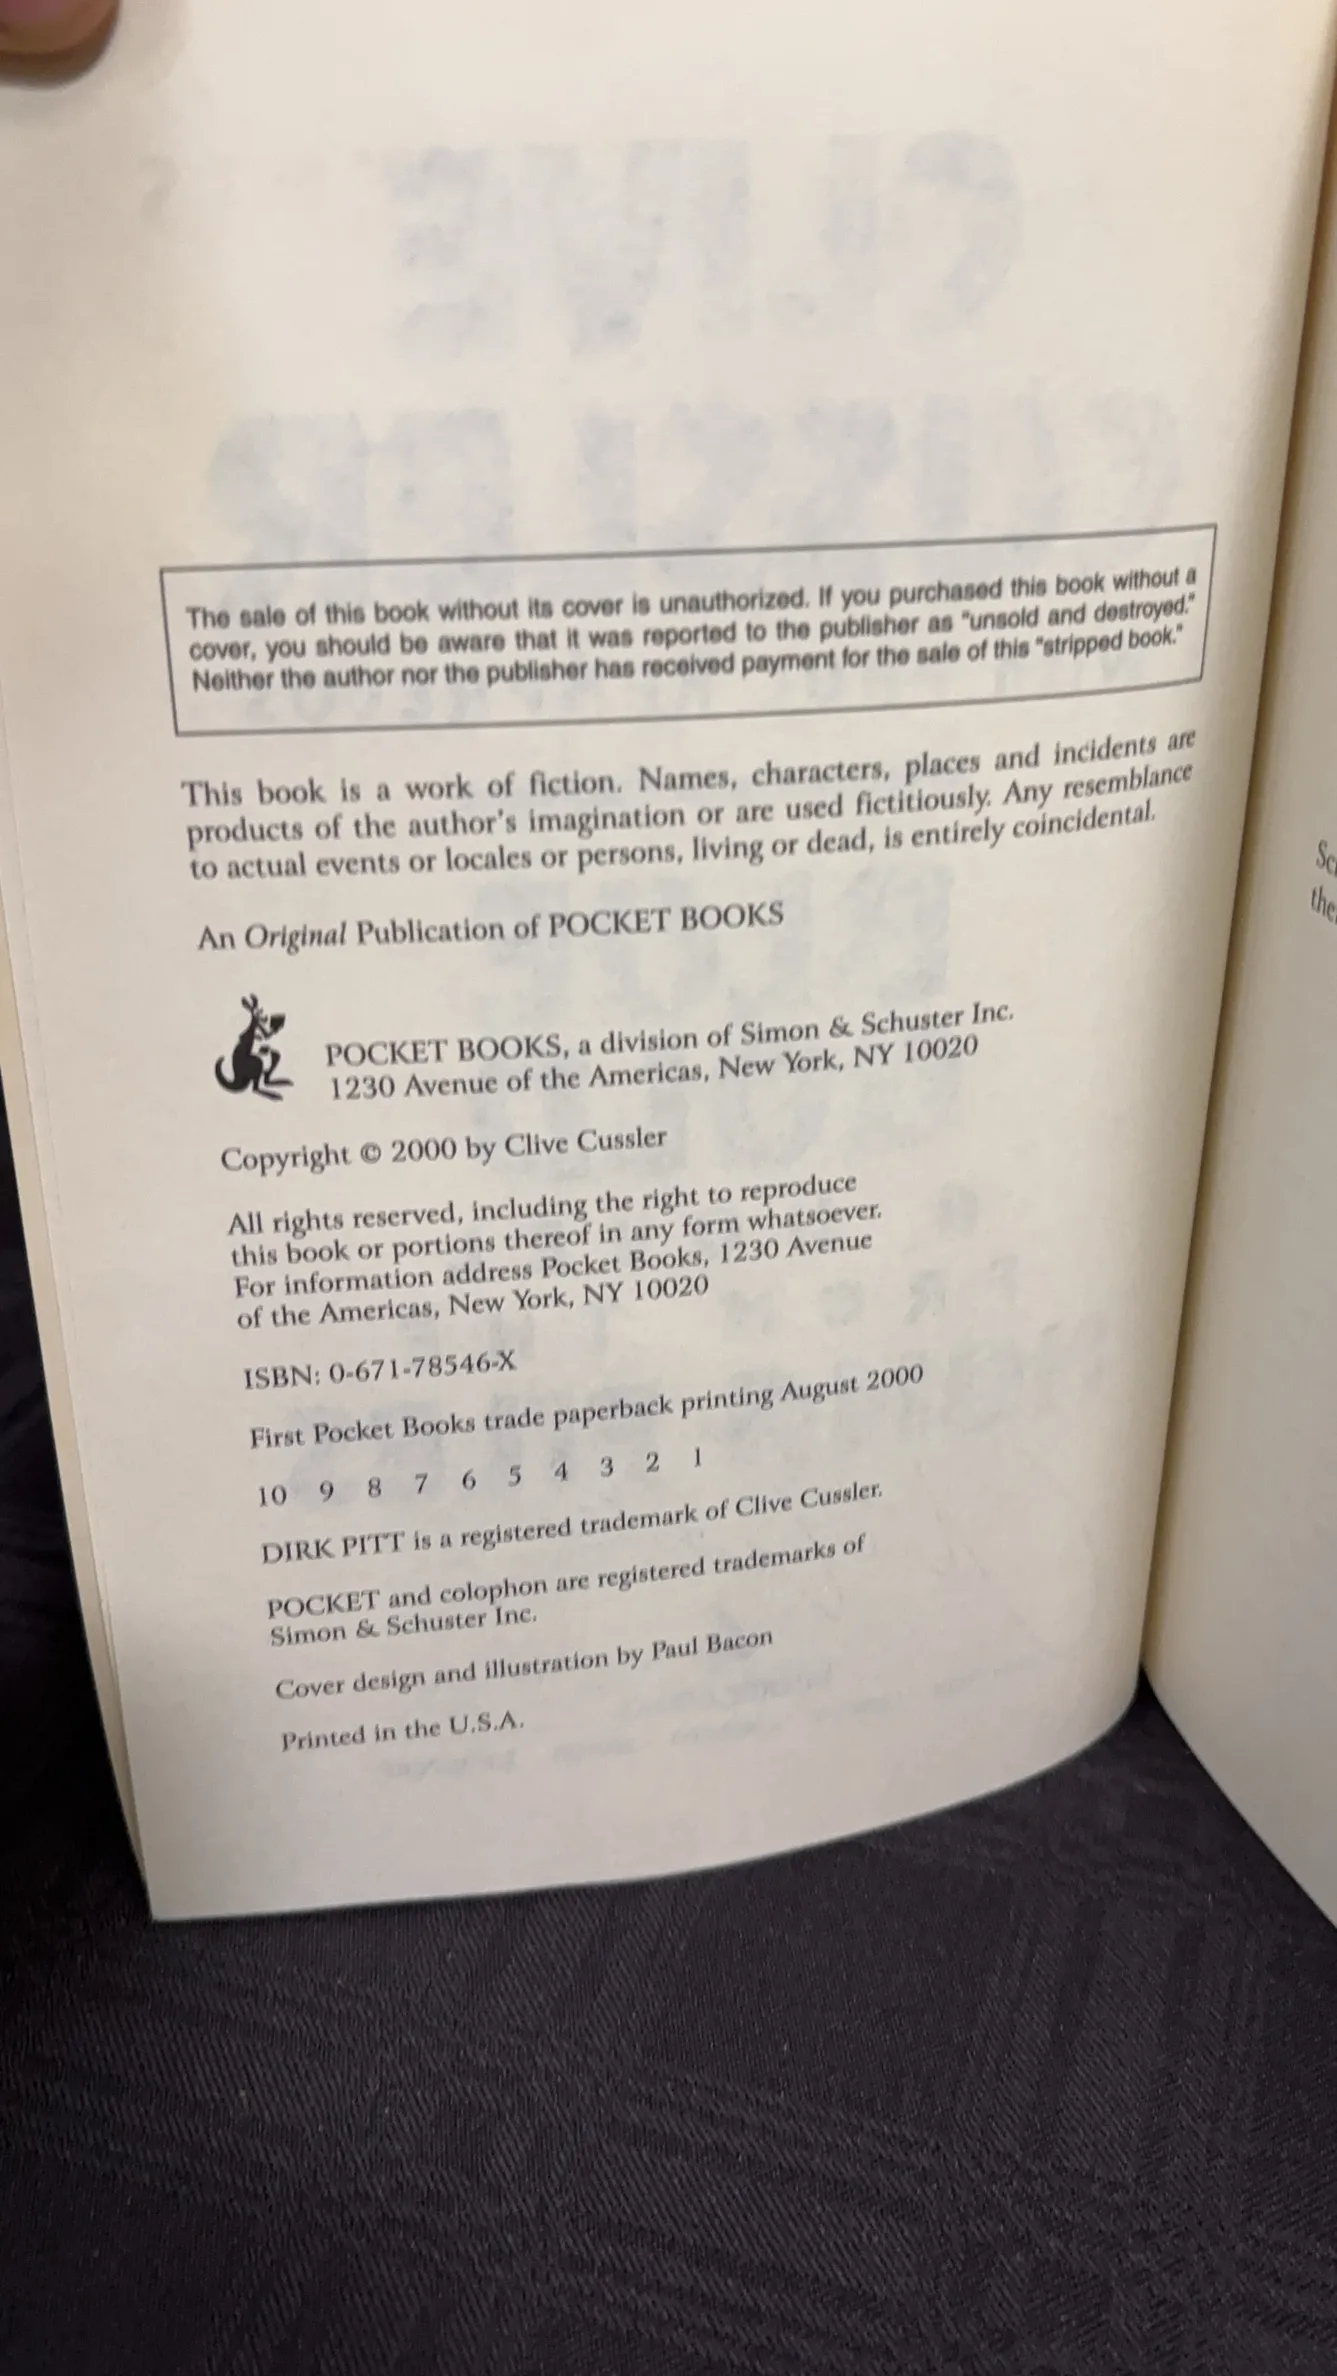 The sale of this book without its cover is unauthorized. If you purchased this book without a
cover, you should be aware that it was reported to the publisher as "unsold and destroyed."
Neither the author nor the publisher has received payment for the sale of this "stripped book."
This book is a work of fiction. Names, characters, places and incidents are
products of the author's imagination or are used fictitiously. Any resemblance
to actual events or locales or persons, living or dead, is entirely coincidental.
An Original Publication of POCKET BOOKS
POCKET BOOKS, a division of Simon & Schuster Inc.
1230 Avenue of the Americas, New York, NY 10020
Copyright © 2000 by Clive Cussler
All rights reserved, including the right to reproduce
this book or portions thereof in any form whatsoever.
For information address Pocket Books, 1230 Avenue
of the Americas, New York, NY 10020
ISBN: 0-671-78546-X
First Pocket Books trade paperback printing August 2000
10 9 8 7 6 5 4 3 2 1
DIRK PITT is a registered trademark of Clive Cussler.
POCKET and colophon are registered trademarks of
Simon & Schuster Inc.
Cover design and illustration by Paul Bacon
Printed in the U.S.A.